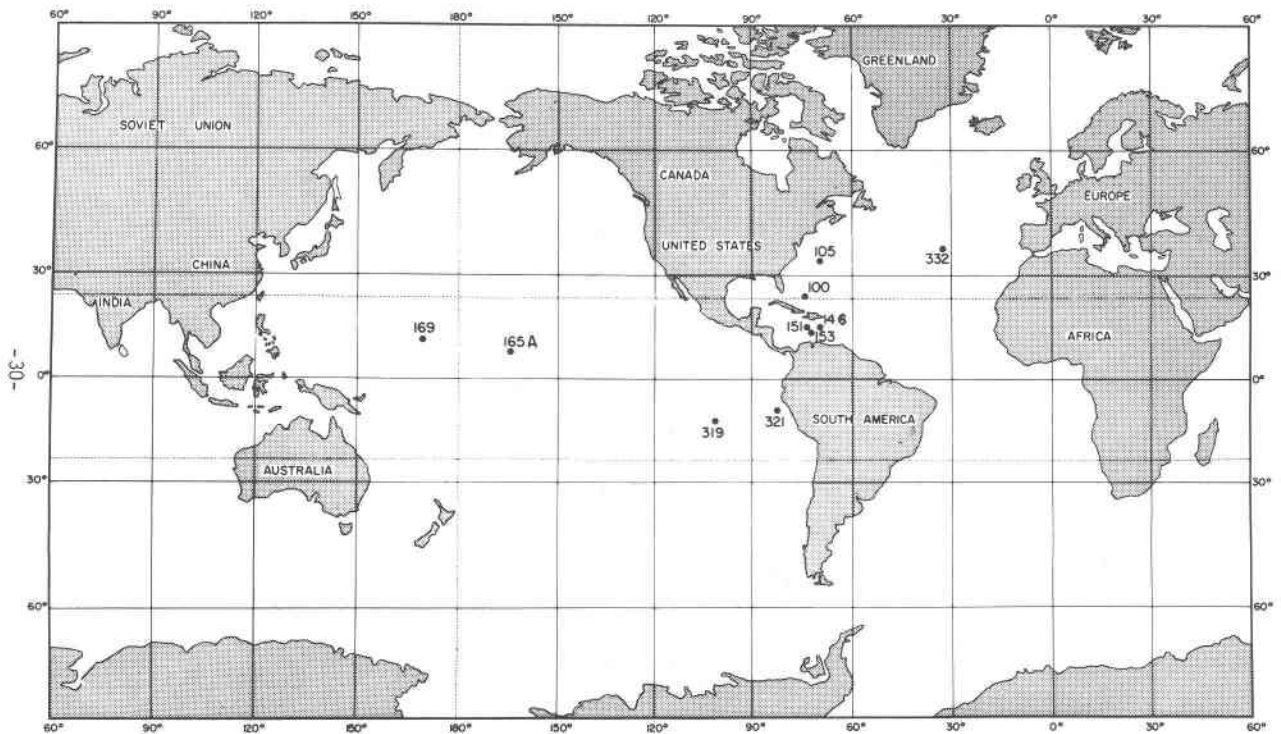 60° 90° 120° 150° 180° 150° 120° 90° 60° 30° 0° 30° 60°
GREENLAND
SOVIET UNION
60° 60°
CANADA
EUROPE
UNITED STATES
105
332
CHINA
30° 30°
100
INDIA
146
151
153
169
165A
AFRICA
-30-
0° 0°
321
SOUTH AMERICA
319
AUSTRALIA
30° 30°
60° 60°
60° 90° 120° 150° 180° 150° 120° 90° 60° 30° 0° 30° 60°